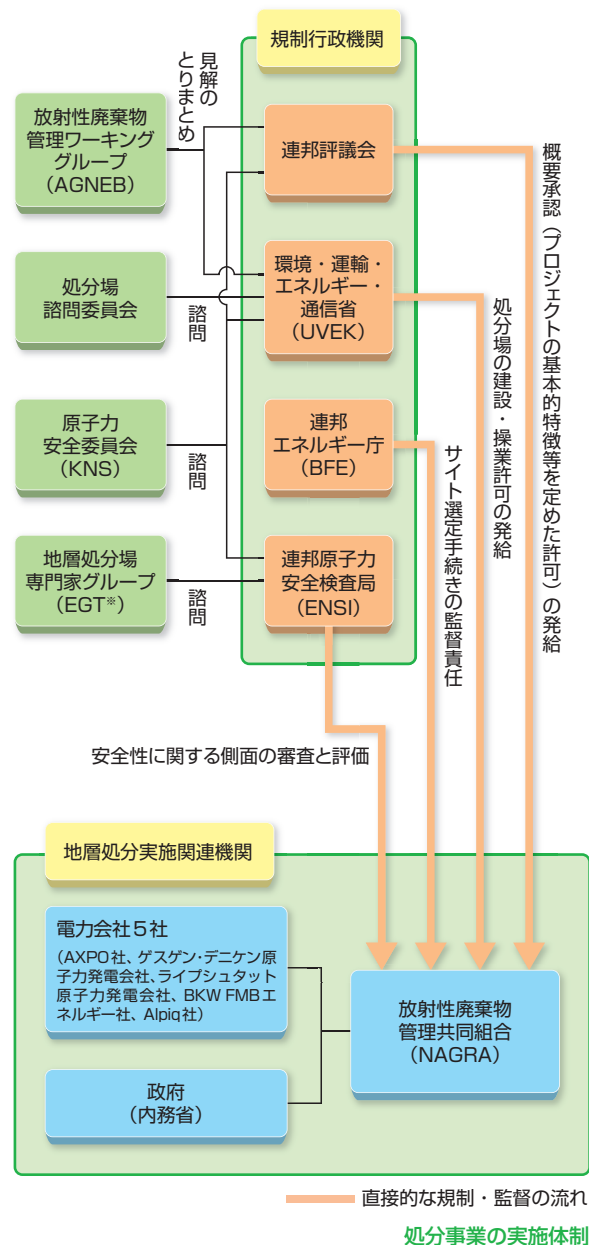 規制行政機関
見解の
とりまとめ
放射性廃棄物
管理ワーキング
グループ
(AGNEB)
連邦評議会
処分場
諮問委員会
諮問
環境・運輸・
エネルギー・
通信省
(UVEK)
原子力
安全委員会
(KNS)
諮問
連邦
エネルギー庁
(BFE)
地層処分場
専門家グループ
(EGT※)
諮問
連邦原子力
安全検査局
(ENSI)
概要承認（プロジェクトの基本的特徴等を定めた許可）の発給
処分場の建設・操業許可の発給
サイト選定手続きの監督責任
安全性に関する側面の審査と評価
地層処分実施関連機関
電力会社5社
(AXPO社、ゲスゲン・デニケン原
子力発電会社、ライプシュタット
原子力発電会社、BKW FMBエ
ネルギー社、Alpiq社)
政府
(内務省)
放射性廃棄物
管理共同組合
(NAGRA)
直接的な規制・監督の流れ
処分事業の実施体制